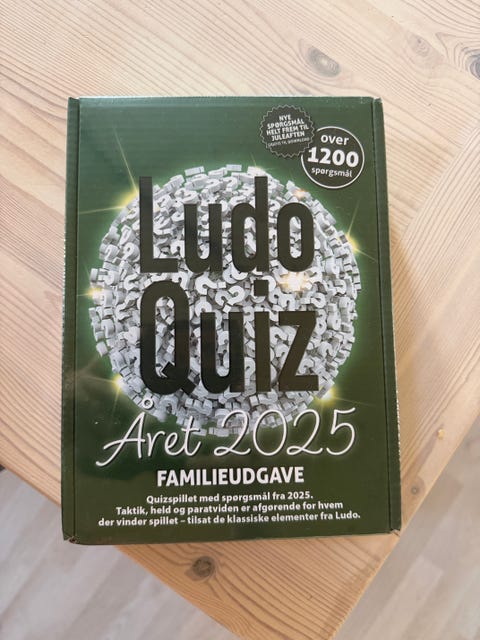 NYE
SPØRGSMÅL
HELT FREM TIL
JULEAFTEN
over
1200
spørgsmål
Ludo
Quiz
Året 2025
FAMILIEUDGAVE
Quizspillet med spørgsmål fra 2025.
Taktik, held og paratviden er afgørende for hvem
der vinder spillet – tilsat de klassiske elementer fra Ludo.